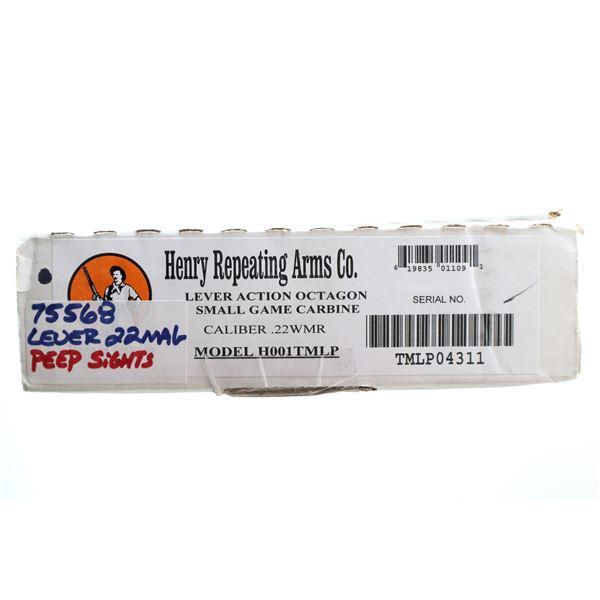 Henry Repeating Arms Co.
LEVER ACTION OCTAGON
SMALL GAME CARBINE
CALIBER .22WMR
MODEL H001TMLP
75568
LEVER 22MAG
PEEP SIGHTS
6 19835 01109 1
SERIAL NO.
TMLP04311